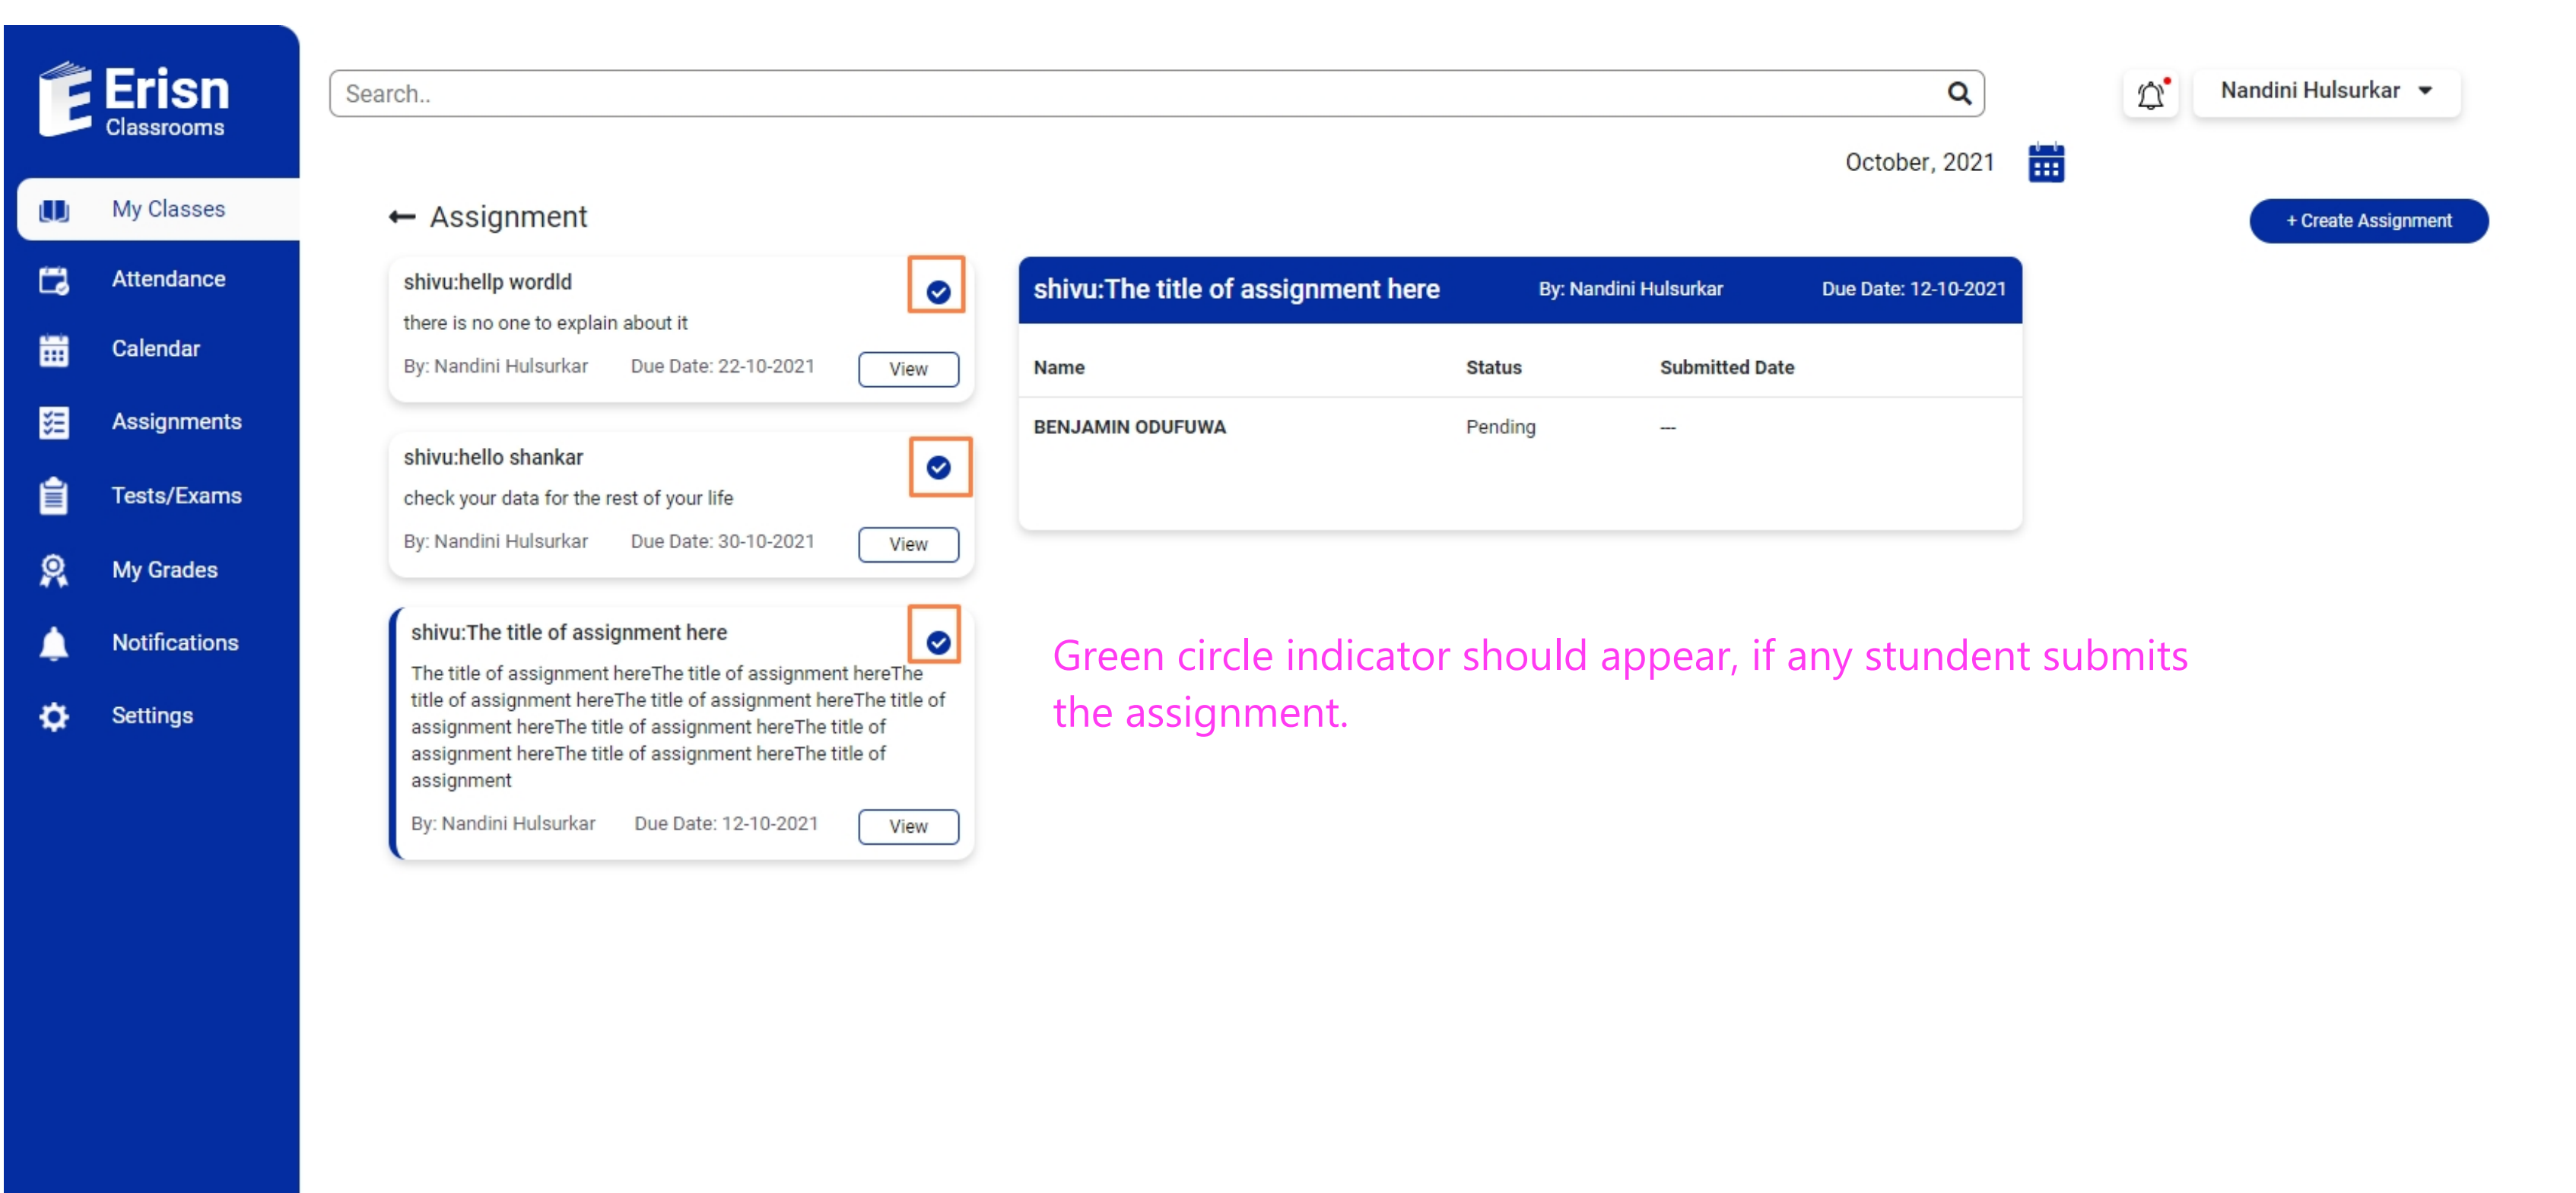 Erisn
Classrooms
Search..
Nandini Hulsurkar
October, 2021
My Classes
Attendance
Calendar
Assignments
Tests/Exams
My Grades
Notifications
Settings
Assignment
+ Create Assignment
shivu:hellp wordld
there is no one to explain about it
By: Nandini Hulsurkar Due Date: 22-10-2021 View
shivu:hello shankar
check your data for the rest of your life
By: Nandini Hulsurkar Due Date: 30-10-2021 View
shivu:The title of assignment here
The title of assignment hereThe title of assignment hereThe
title of assignment hereThe title of assignment hereThe title of
assignment hereThe title of assignment hereThe title of
assignment hereThe title of assignment hereThe title of
assignment
By: Nandini Hulsurkar Due Date: 12-10-2021 View
shivu:The title of assignment here By: Nandini Hulsurkar Due Date: 12-10-2021
Name Status Submitted Date
BENJAMIN ODUFUWA Pending ---
Green circle indicator should appear, if any stundent submits
the assignment.